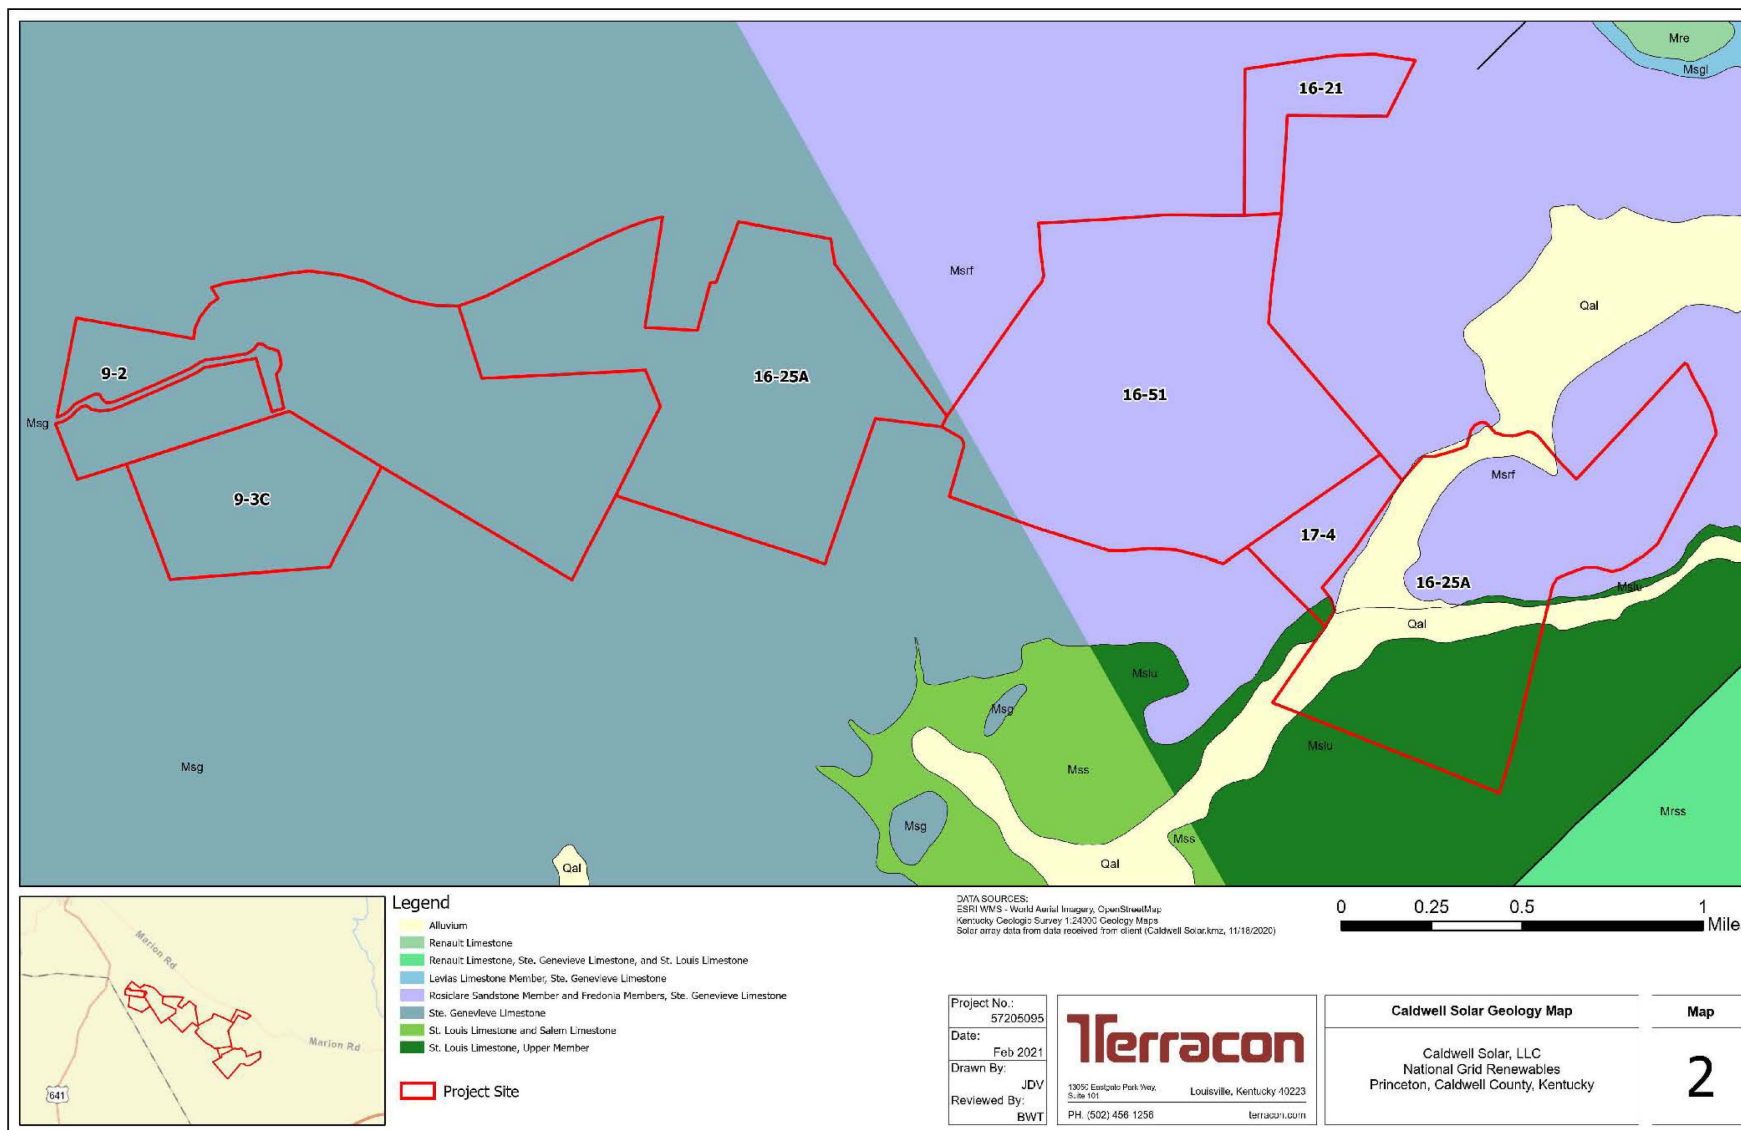 Mre
Msgl
16-21
Msrf
Qal
9-2
16-25A
16-51
Msg
Msrf
9-3C
17-4
16-25A
Mslu
Qal
Mslu
Msg
Mslu
Msg
Mss
Msg
Mrss
Mss
Qal
Qal
Marion Rd
Marion Rd
641
Legend
Alluvium
Renault Limestone
Renault Limestone, Ste. Genevieve Limestone, and St. Louis Limestone
Levias Limestone Member, Ste. Genevieve Limestone
Rosiclare Sandstone Member and Fredonia Members, Ste. Genevieve Limestone
Ste. Genevieve Limestone
St. Louis Limestone and Salem Limestone
St. Louis Limestone, Upper Member
Project Site
DATA SOURCES:
ESRI WMS - World Aerial Imagery, OpenStreetMap
Kentucky Geologic Survey 1:24000 Geology Maps
Solar array data from data received from client (Caldwell Solar.kmz, 11/18/2020)
0 0.25 0.5 1
Mile
Project No.:
57205095
Date:
Feb 2021
Drawn By:
JDV
Reviewed By:
BWT
Terracon
13050 Eastgate Park Way,
Suite 101
Louisville, Kentucky 40223
PH. (502) 456-1256
terracon.com
Caldwell Solar Geology Map
Caldwell Solar, LLC
National Grid Renewables
Princeton, Caldwell County, Kentucky
Map
2